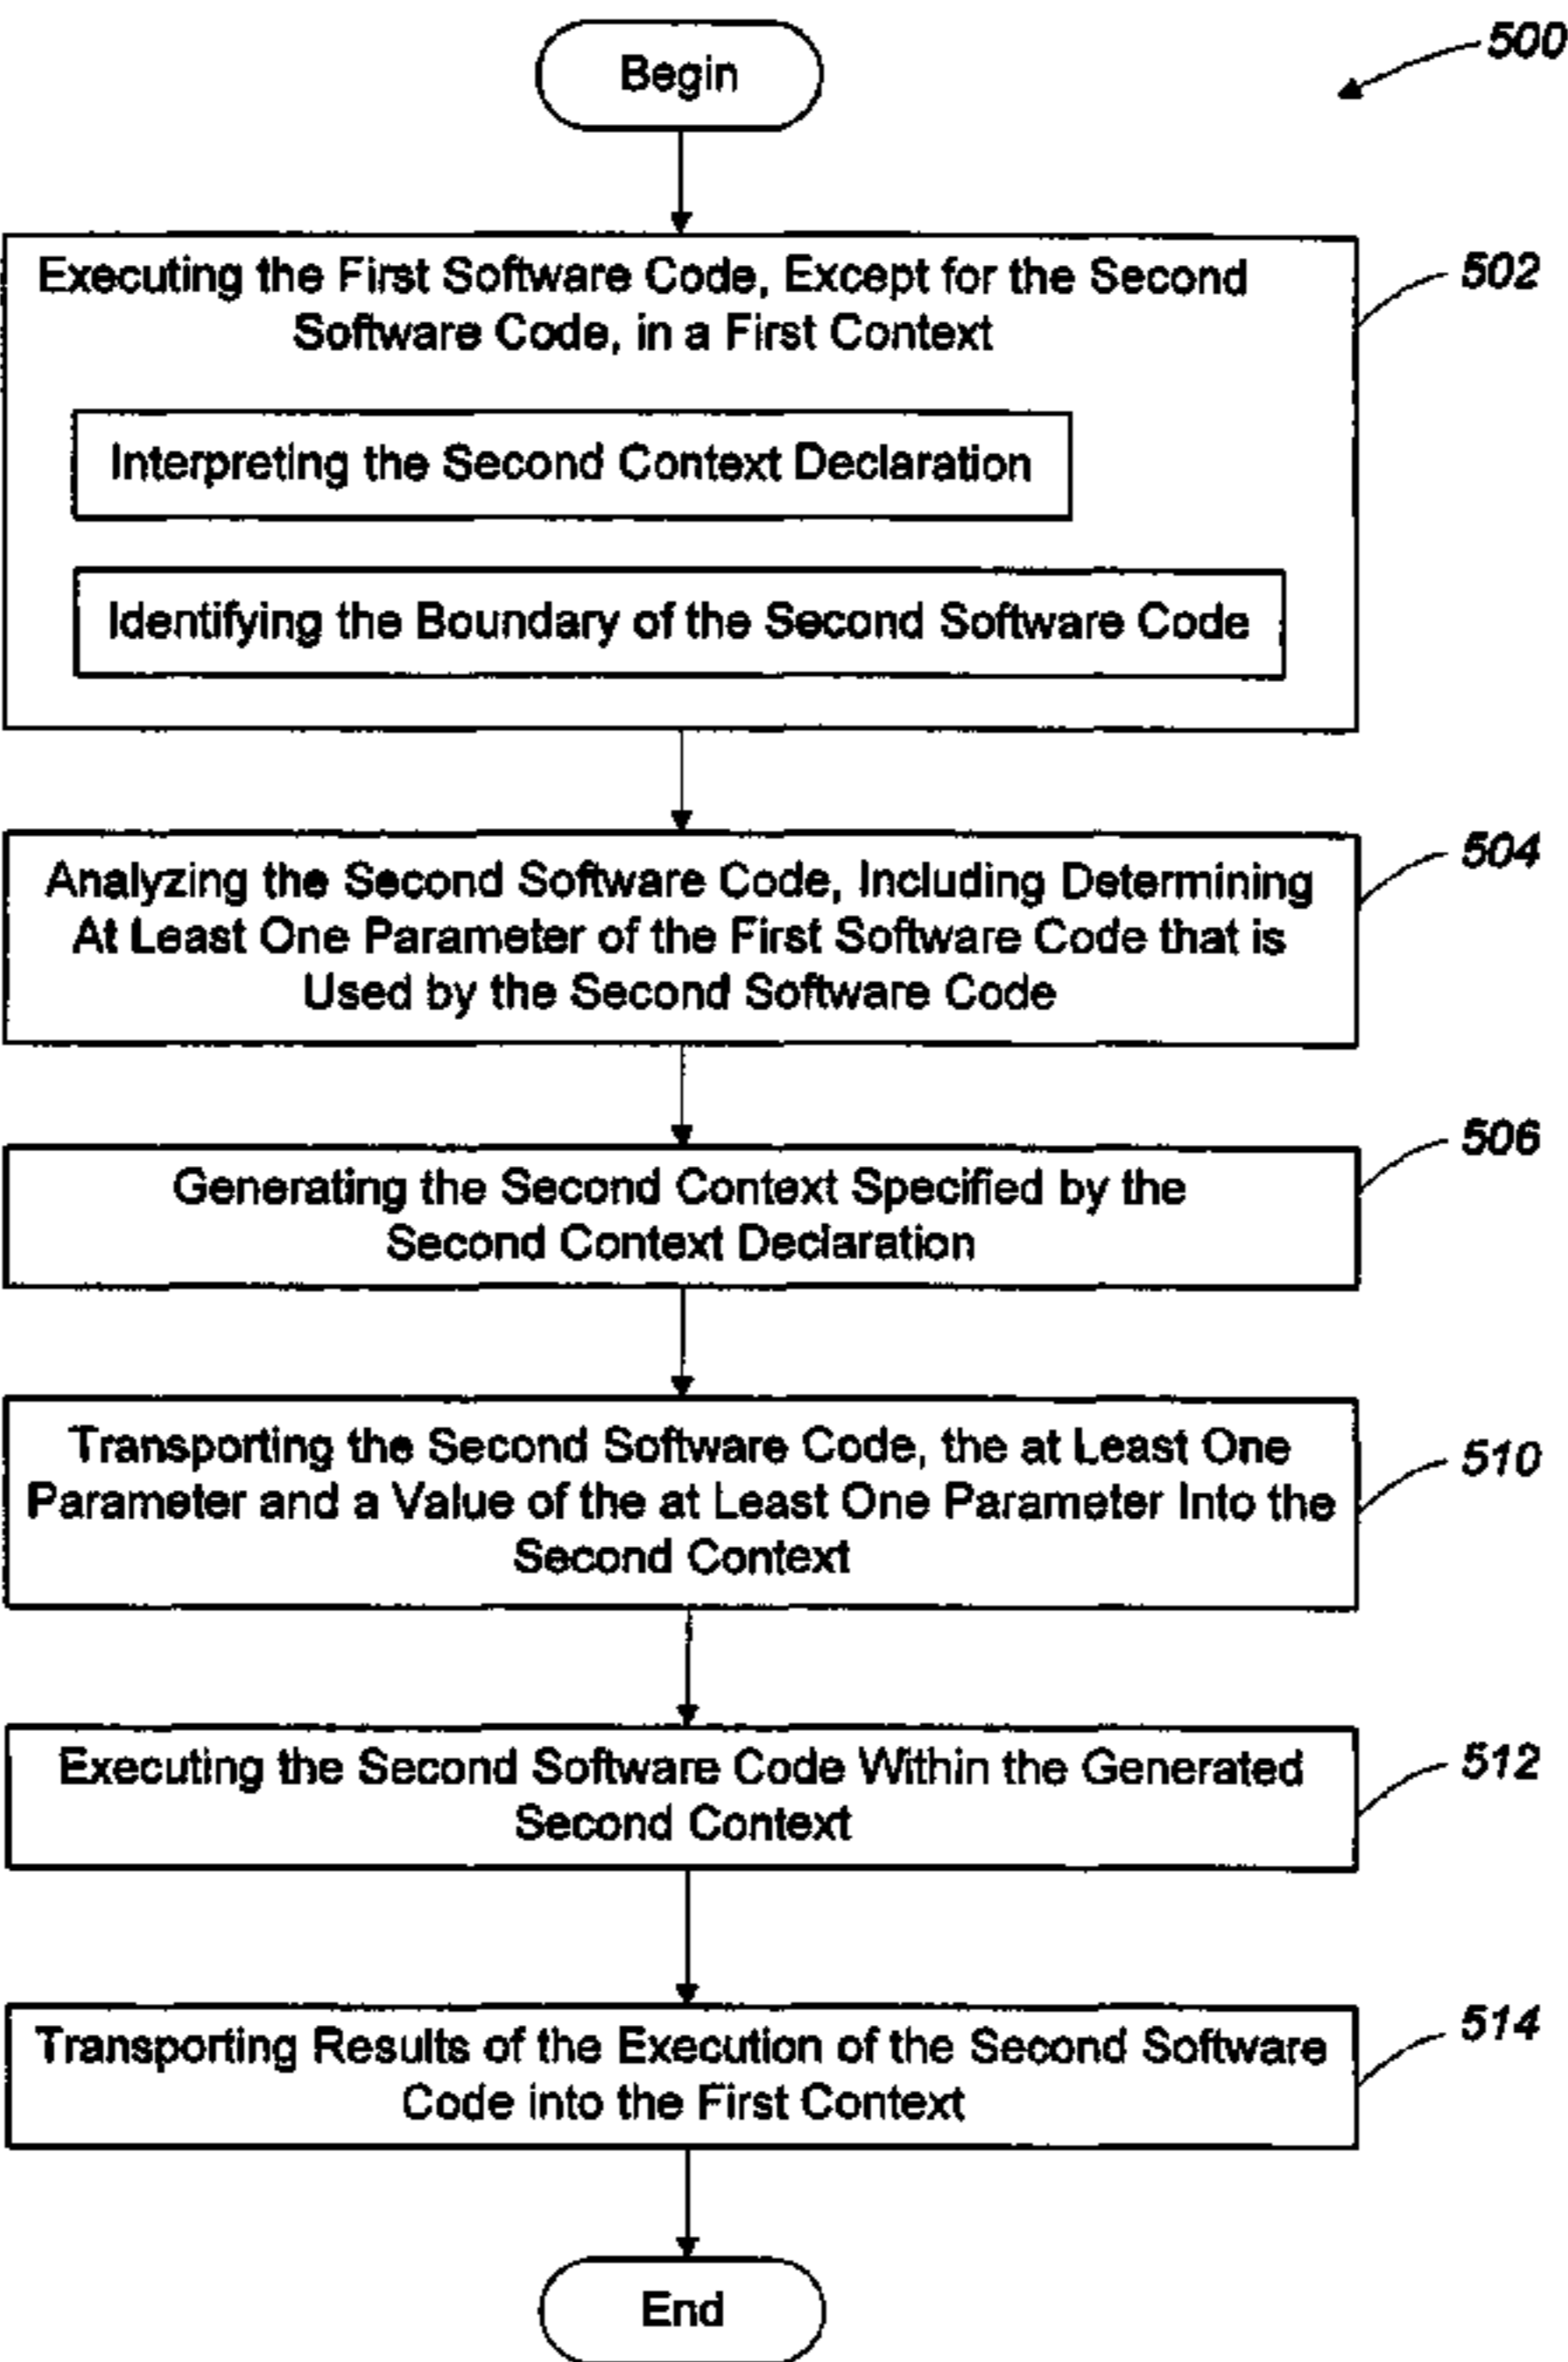 Begin
500
Executing the First Software Code, Except for the Second
Software Code, in a First Context
502
Interpreting the Second Context Declaration
Identifying the Boundary of the Second Software Code
Analyzing the Second Software Code, Including Determining
At Least One Parameter of the First Software Code that is
Used by the Second Software Code
504
Generating the Second Context Specified by the
Second Context Declaration
506
Transporting the Second Software Code, the at Least One
Parameter and a Value of the at Least One Parameter Into the
Second Context
510
Executing the Second Software Code Within the Generated
Second Context
512
Transporting Results of the Execution of the Second Software
Code into the First Context
514
End